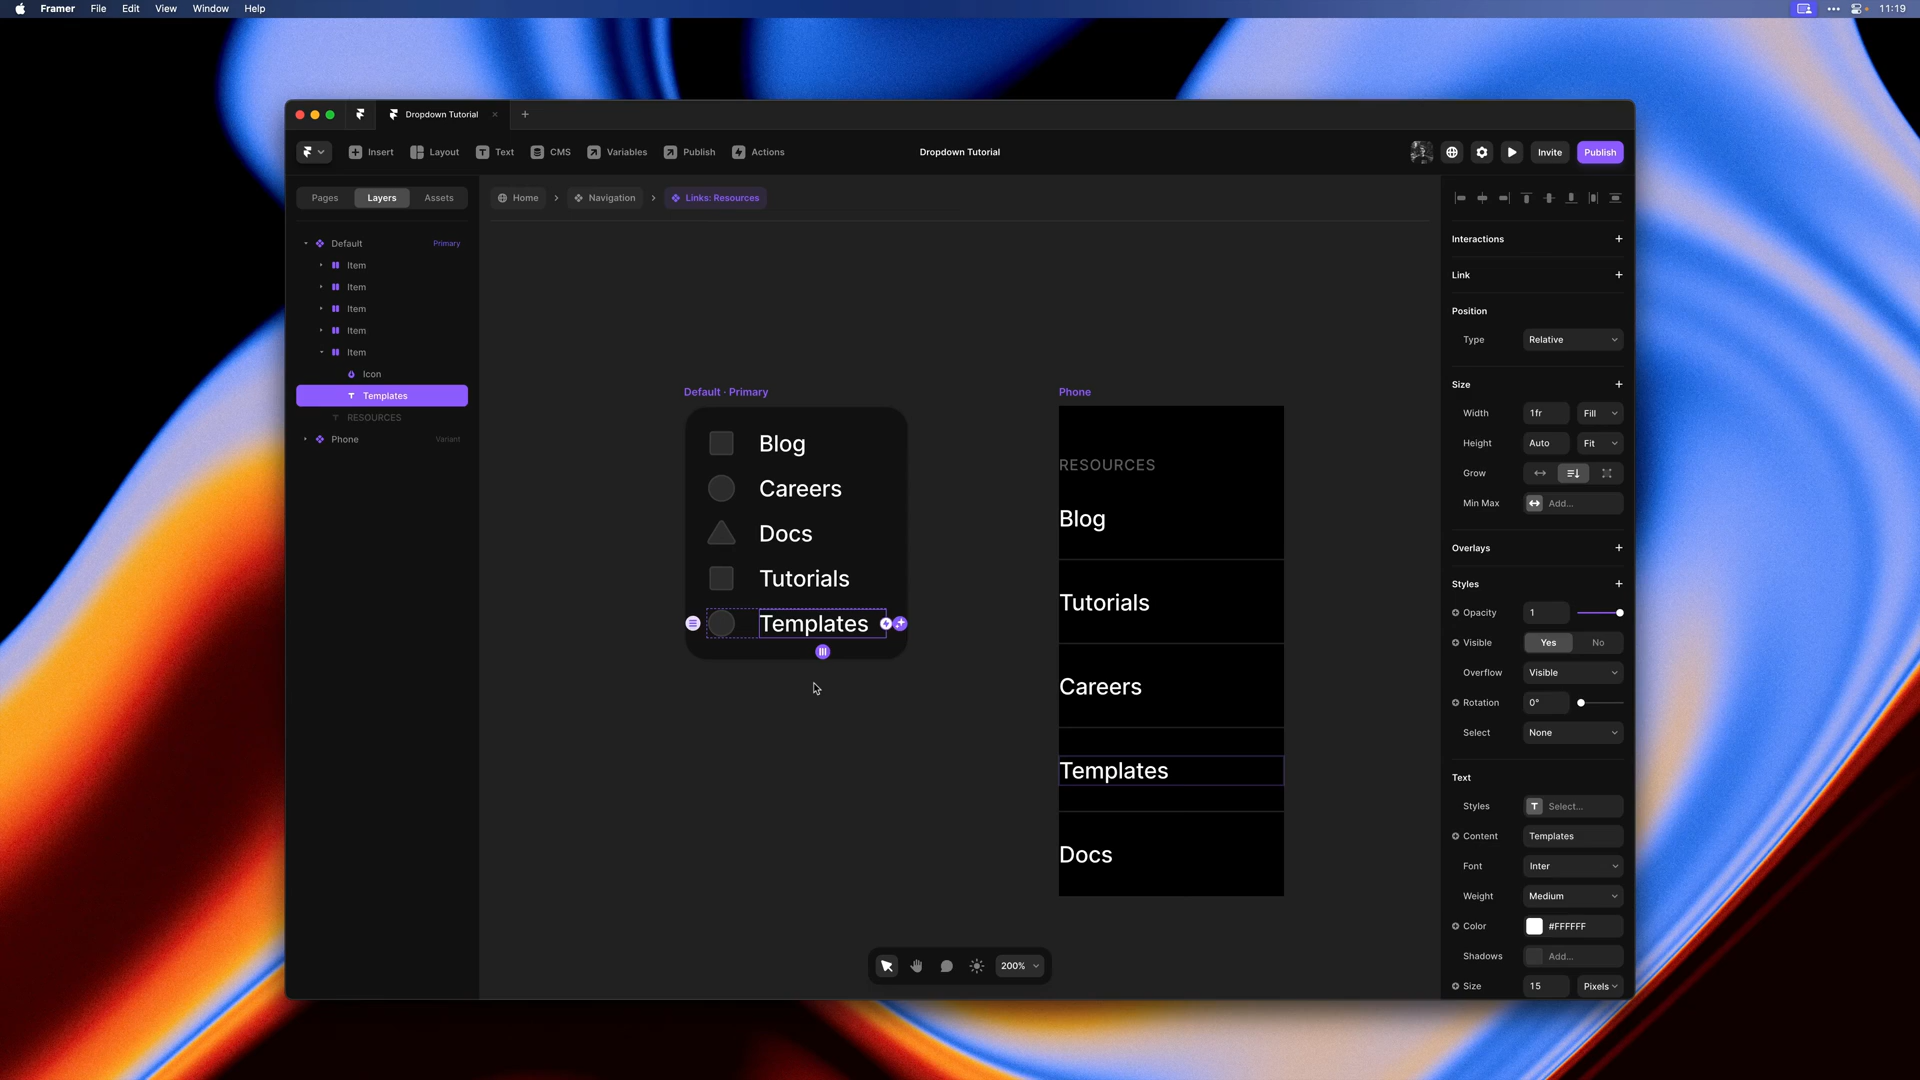 Framer File Edit View Window Help 11:19
Dropdown Tutorial
Insert Layout Text CMS Variables Publish Actions Dropdown Tutorial Invite Publish
Pages Layers Assets
Home Navigation Links: Resources
Default Primary
Item
Item
Item
Item
Item
Icon
Templates
RESOURCES
Phone Variant
Default · Primary
Blog
Careers
Docs
Tutorials
Templates
Phone
RESOURCES
Blog
Tutorials
Careers
Templates
Docs
200%
Interactions
Link
Position
Type Relative
Size
Width 1fr Fill
Height Auto Fit
Grow
Min Max Add...
Overlays
Styles
Opacity 1
Visible Yes No
Overflow Visible
Rotation 0°
Select None
Text
Styles Select...
Content Templates
Font Inter
Weight Medium
Color #FFFFFF
Shadows Add...
Size 15 Pixels